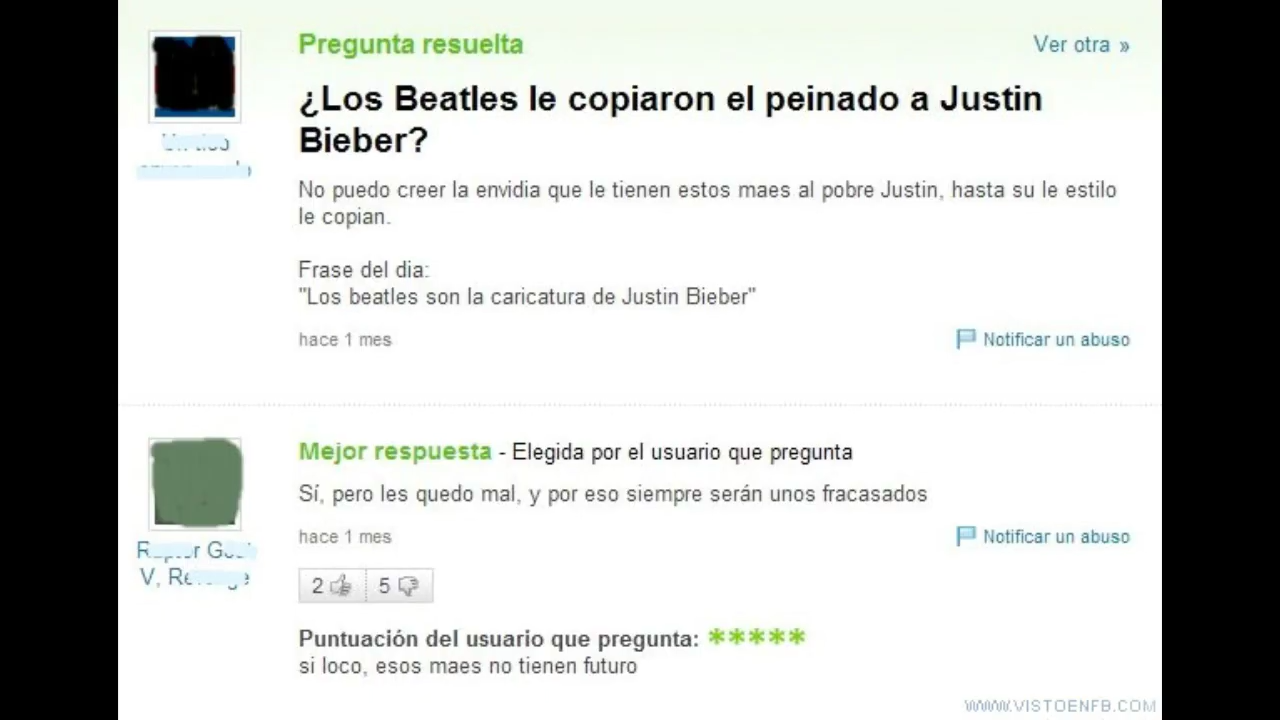 Pregunta resuelta
Ver otra »
¿Los Beatles le copiaron el peinado a Justin
Bieber?
No puedo creer la envidia que le tienen estos maes al pobre Justin, hasta su le estilo
le copian.
Frase del dia:
"Los beatles son la caricatura de Justin Bieber"
hace 1 mes
Notificar un abuso
Mejor respuesta - Elegida por el usuario que pregunta
Sí, pero les quedo mal, y por eso siempre serán unos fracasados
hace 1 mes
Notificar un abuso
V,
2
5
Puntuación del usuario que pregunta: *****
si loco, esos maes no tienen futuro
WWW.VISTOENFB.COM